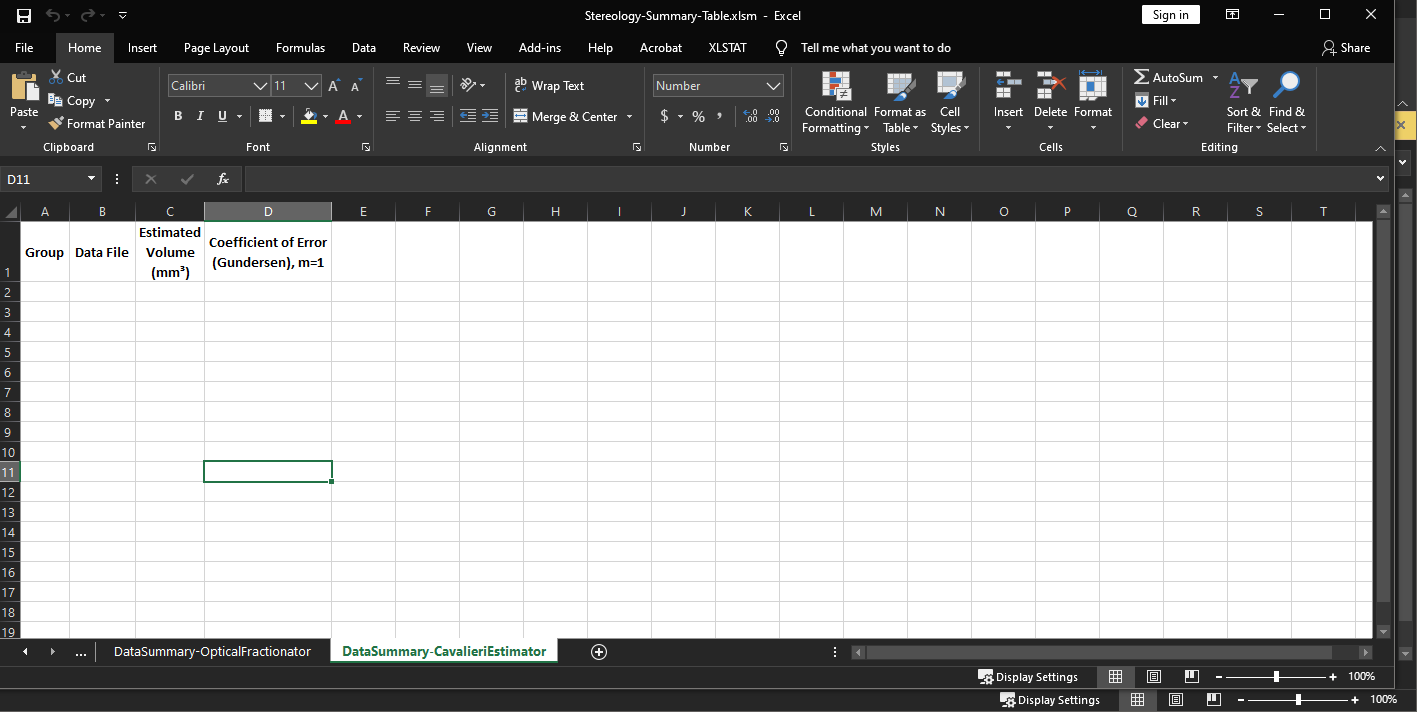 Stereology-Summary-Table.xlsm - Excel
Sign in
File Home Insert Page Layout Formulas Data Review View Add-ins Help Acrobat XLSTAT Tell me what you want to do Share
Paste
Cut
Copy
Format Painter
Clipboard
Calibri 11 A A
B I U A
Font
ab Wrap Text
Merge & Center
Alignment
Number
$ % , .00 .00
Number
Conditional Formatting
Format as Table
Cell Styles
Styles
Insert Delete Format
Cells
AutoSum
Fill
Clear
Sort & Filter
Find & Select
Editing
D11 fx
A B C D E F G H I J K L M N O P Q R S T
1 Group Data File Estimated Volume (mm³) Coefficient of Error (Gundersen), m=1
2
3
4
5
6
7
8
9
10
11
12
13
14
15
16
17
18
19
... DataSummary-OpticalFractionator DataSummary-CavalieriEstimator
Display Settings 100%
Display Settings 100%